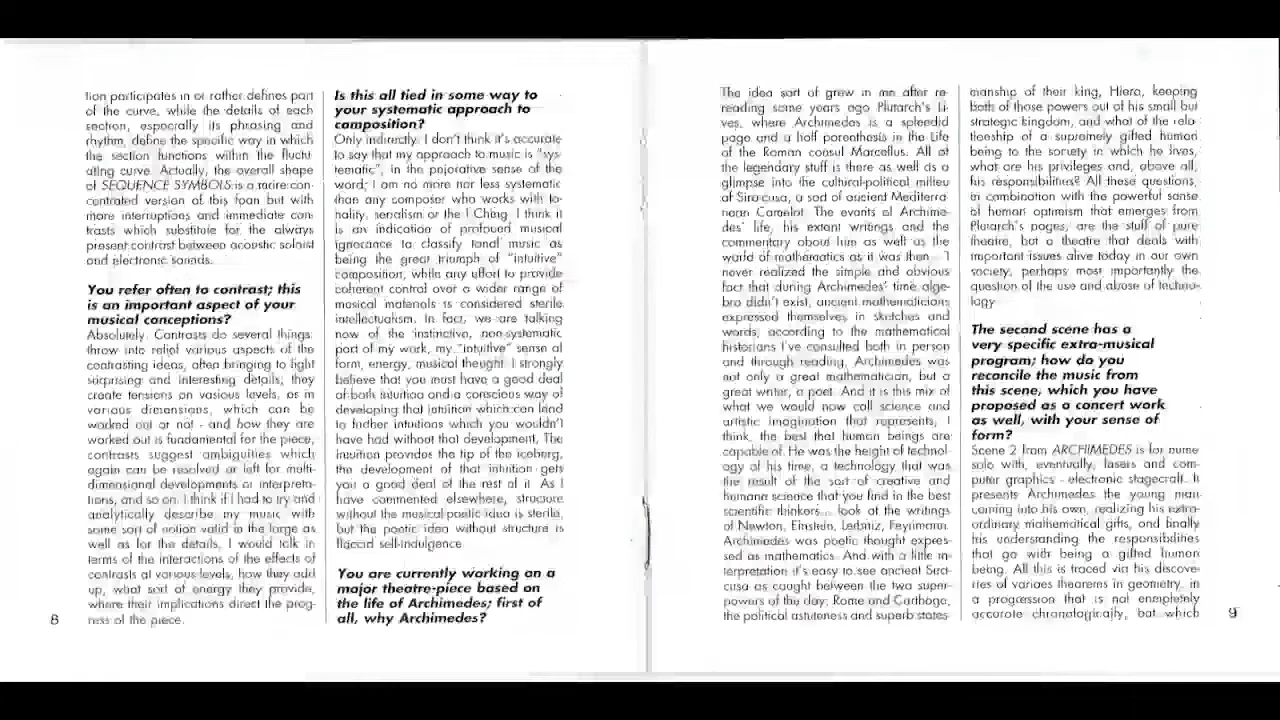 tion participates in or rather defines part
of the curve, while the details of each
section, especially its phrasing and
rhythm, define the specific way in which
the section functions within the fluctu-
ating curve. Actually, the overall shape
of SEQUENCE SYMBOLS is a more con-
centrated version of this foan but with
more interruptions and immediate con-
trasts which substitute for the always
present contrast between acoustic soloist
and electronic sounds.
You refer often to contrast; this
is an important aspect of your
musical conceptions?
Absolutely. Contrasts do several things:
throw into relief various aspects of the
contrasting ideas, often bringing to light
surprising and interesting details; they
create tensions on various levels, or in
various dimensions, which can be
worked out or not - and how they are
worked out is fundamental for the piece,
contrasts suggest ambiguities which
again can be resolved or left for multi-
dimensional developments or interpreta-
tions, and so on. I think if I had to try and
analytically describe my music with
some sort of notion valid in the large as
well as for the details, I would talk in
terms of the interactions of the effects of
contrasts at various levels, how they add
up, what sort of energy they provide,
where their implications direct the prog-
ress of the piece.
8
Is this all tied in some way to
your systematic approach to
composition?
Only indirectly. I don't think it's accurate
to say that my approach to music is "sys-
tematic", in the pejorative sense of the
word; I am no more nor less systematic
than any composer who works with to-
nality, serialism or the I Ching. I think it
is an indication of profound musical
ignorance to classify tonal music as
being the great triumph of "intuitive"
composition, while any effort to provide
coherent control over a wider range of
musical materials is considered sterile
intellectualism. In fact, we are talking
now of the instinctive, non-systematic
part of my work, my "intuitive" sense of
form, energy, musical thought. I strongly
believe that you must have a good deal
of both intuition and a conscious way of
developing that intuition which can lead
to further intuitions which you wouldn't
have had without that development. The
intuition provides the tip of the iceberg,
the development of that intuition gets
you a good deal of the rest of it. As I
have commented elsewhere, structure
without the musical-poetic idea is sterile,
but the poetic idea without structure is
flaccid self-indulgence.
You are currently working on a
major theatre-piece based on
the life of Archimedes; first of
all, why Archimedes?
The idea sort of grew in me after re-
reading some years ago Plutarch's Li-
ves, where Archimedes is a splendid
page and a half parenthesis in the Life
of the Roman consul Marcellus. All of
the legendary stuff is there as well as a
glimpse into the cultural-political milieu
of Siracusa, a sort of ancient Mediterra-
nean Camelot. The events of Archime-
des' life, his extant writings and the
commentary about him as well as the
world of mathematics as it was then - I
never realized the simple and obvious
fact that during Archimedes' time alge-
bra didn't exist, ancient mathematicians
expressed themselves in sketches and
words, according to the mathematical
historians I've consulted both in person
and through reading, Archimedes was
not only a great mathematician, but a
great writer, a poet. And it is this mix of
what we would now call science and
artistic imagination that represents, I
think, the best that human beings are
capable of. He was the height of technol-
ogy of his time, a technology that was
the result of the sort of creative and
humane science that you find in the best
scientific thinkers... look at the writings
of Newton, Einstein, Leibniz, Feynmann.
Archimedes was poetic thought expres-
sed as mathematics. And with a little in-
terpretation it's easy to see ancient Sira-
cusa as caught between the two super-
powers of the day; Rome and Carthage,
the political astuteness and superb states-
manship of their king, Hiero, keeping
both of those powers out of his small but
strategic kingdom, and what of the rela-
tionship of a supremely gifted human
being to the society in which he lives,
what are his privileges and, above all,
his responsibilities? All these questions,
in combination with the powerful sense
of human optimism that emerges from
Plutarch's pages, are the stuff of pure
theatre, but a theatre that deals with
important issues alive today in our own
society, perhaps most importantly the
question of the use and abuse of techno-
logy.
The second scene has a
very specific extra-musical
program; how do you
reconcile the music from
this scene, which you have
proposed as a concert work
as well, with your sense of
form?
Scene 2 from ARCHIMEDES is for nume
solo with, eventually, lasers and com-
puter graphics - electronic stagecraft. It
presents Archimedes the young man
coming into his own, realizing his extra-
ordinary mathematical gifts, and finally
his understanding the responsibilities
that go with being a gifted human
being. All this is traced via his discove-
ries of various theorems in geometry, in
a progression that is not completely
accurate chronologically, but which
9